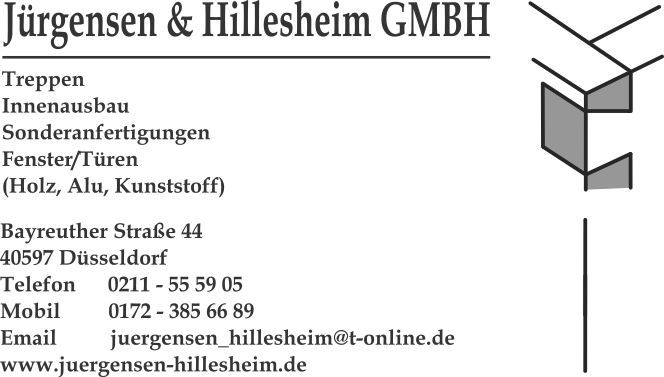 Jürgensen & Hillesheim GMBH
Treppen
Innenausbau
Sonderanfertigungen
Fenster/Türen
(Holz, Alu, Kunststoff)
Bayreuther Straße 44
40597 Düsseldorf
Telefon 0211 - 55 59 05
Mobil 0172 - 385 66 89
Email juergensen_hillesheim@t-online.de
www.juergensen-hillesheim.de